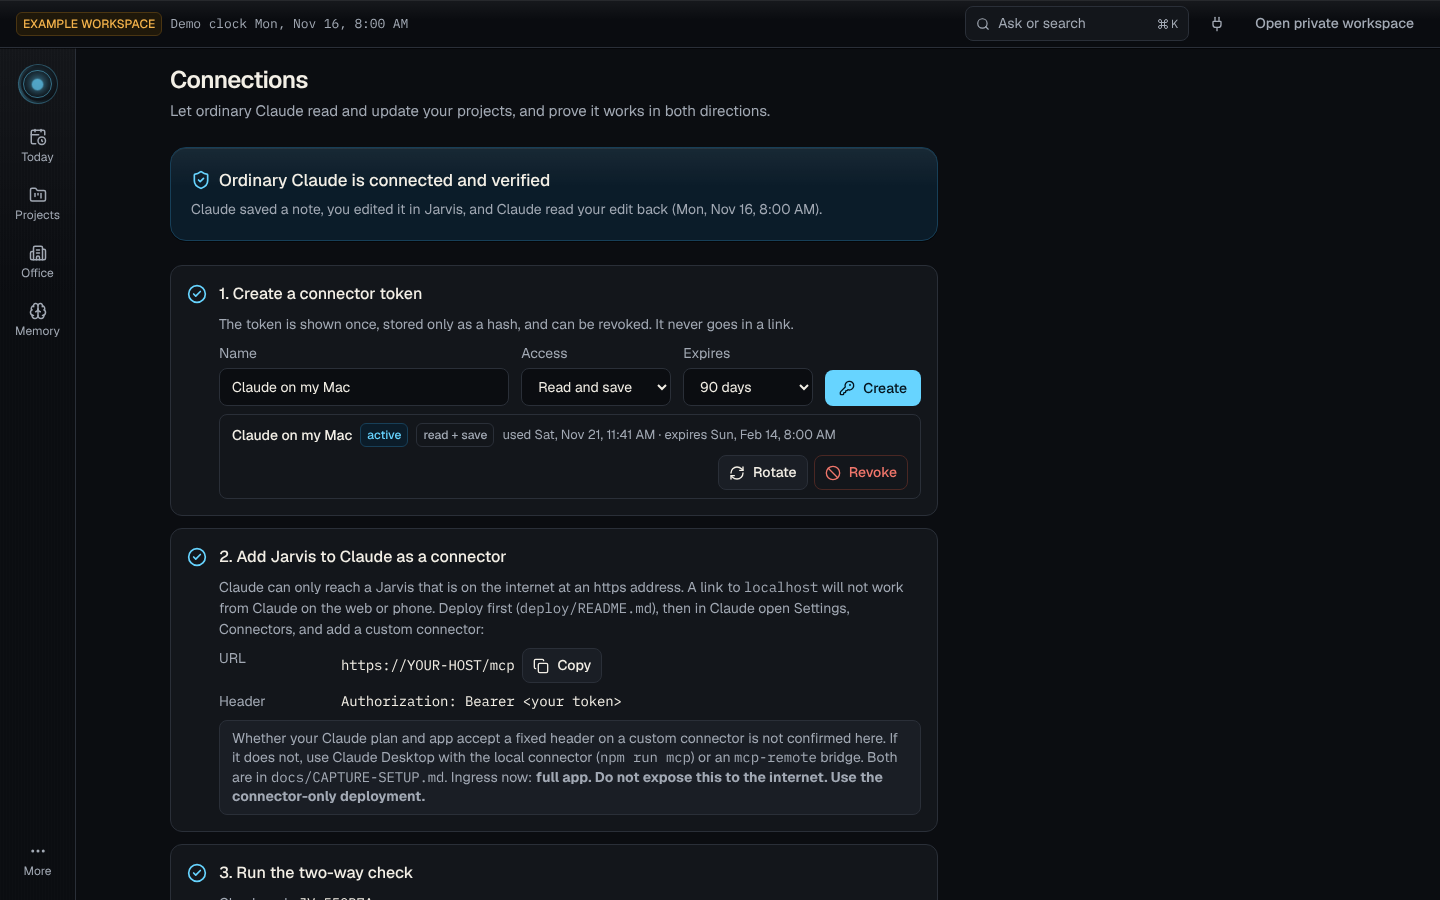 EXAMPLE WORKSPACE Demo clock Mon, Nov 16, 8:00 AM
Ask or search ⌘K
Open private workspace
Today
Projects
Office
Memory
More
Connections
Let ordinary Claude read and update your projects, and prove it works in both directions.
Ordinary Claude is connected and verified
Claude saved a note, you edited it in Jarvis, and Claude read your edit back (Mon, Nov 16, 8:00 AM).
1. Create a connector token
The token is shown once, stored only as a hash, and can be revoked. It never goes in a link.
Name Access Expires
Claude on my Mac Read and save 90 days Create
Claude on my Mac active read + save used Sat, Nov 21, 11:41 AM · expires Sun, Feb 14, 8:00 AM
Rotate Revoke
2. Add Jarvis to Claude as a connector
Claude can only reach a Jarvis that is on the internet at an https address. A link to localhost will not work
from Claude on the web or phone. Deploy first (deploy/README.md), then in Claude open Settings,
Connectors, and add a custom connector:
URL https://YOUR-HOST/mcp Copy
Header Authorization: Bearer <your token>
Whether your Claude plan and app accept a fixed header on a custom connector is not confirmed here. If
it does not, use Claude Desktop with the local connector (npm run mcp) or an mcp-remote bridge. Both
are in docs/CAPTURE-SETUP.md. Ingress now: full app. Do not expose this to the internet. Use the
connector-only deployment.
3. Run the two-way check